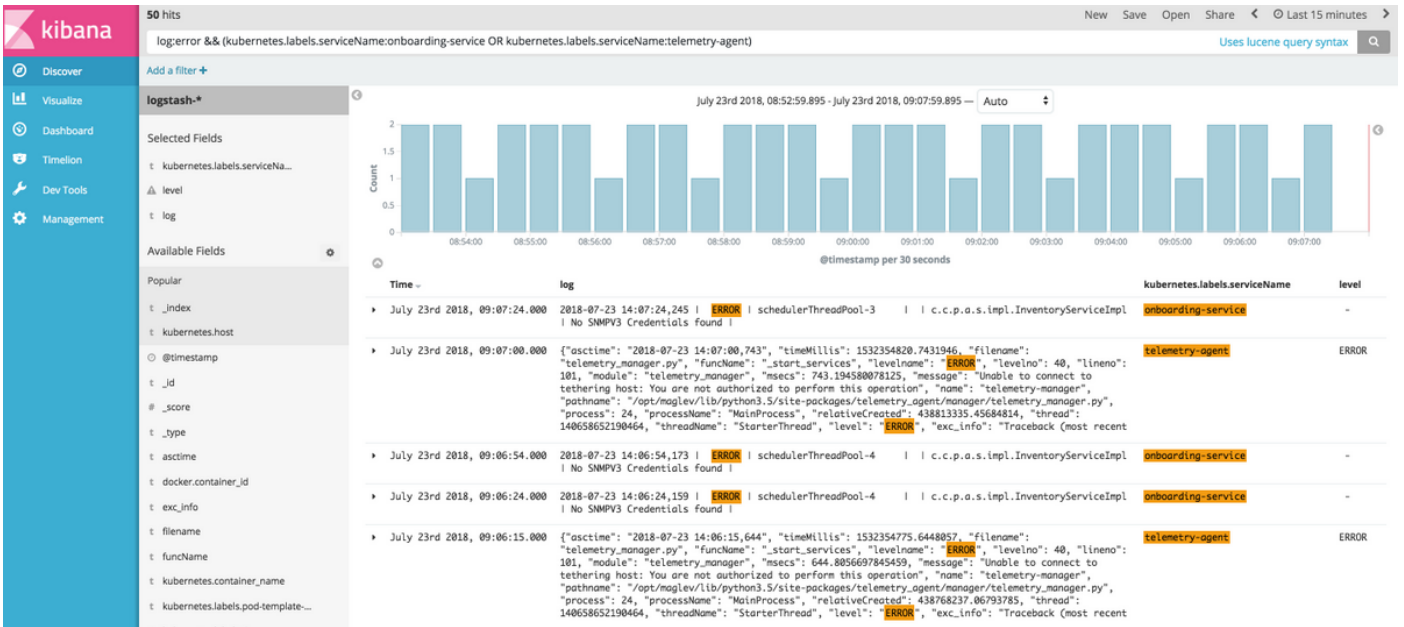 kibana
Discover
Visualize
Dashboard
Timelion
Dev Tools
Management
50 hits
New Save Open Share Last 15 minutes
log:error && (kubernetes.labels.serviceName:onboarding-service OR kubernetes.labels.serviceName:telemetry-agent)
Uses lucene query syntax
Add a filter +
logstash-*
Selected Fields
t kubernetes.labels.serviceNa...
level
t log
Available Fields
Popular
t _index
t kubernetes.host
@timestamp
t _id
# _score
t _type
t asctime
t docker.container_id
t exc_info
t filename
t funcName
t kubernetes.container_name
t kubernetes.labels.pod-template-...
July 23rd 2018, 08:52:59.895 - July 23rd 2018, 09:07:59.895 — Auto
Count
2
1.5
1
0.5
0
08:54:00 08:55:00 08:56:00 08:57:00 08:58:00 08:59:00 09:00:00 09:01:00 09:02:00 09:03:00 09:04:00 09:05:00 09:06:00 09:07:00
@timestamp per 30 seconds
Time log kubernetes.labels.serviceName level
July 23rd 2018, 09:07:24.000 2018-07-23 14:07:24,245 | ERROR | schedulerThreadPool-3 | | c.c.p.a.s.impl.InventoryServiceImpl onboarding-service -
| No SNMPV3 Credentials found |
July 23rd 2018, 09:07:00.000 {"asctime": "2018-07-23 14:07:00,743", "timeMillis": 1532354820.7431946, "filename": telemetry-agent ERROR
"telemetry_manager.py", "funcName": "_start_services", "levelname": "ERROR", "levelno": 40, "lineno":
101, "module": "telemetry_manager", "msecs": 743.194580078125, "message": "Unable to connect to
tethering host: You are not authorized to perform this operation", "name": "telemetry-manager",
"pathname": "/opt/maglev/lib/python3.5/site-packages/telemetry_agent/manager/telemetry_manager.py",
"process": 24, "processName": "MainProcess", "relativeCreated": 438813335.45684814, "thread":
140658652190464, "threadName": "StarterThread", "level": "ERROR", "exc_info": "Traceback (most recent
July 23rd 2018, 09:06:54.000 2018-07-23 14:06:54,173 | ERROR | schedulerThreadPool-4 | | c.c.p.a.s.impl.InventoryServiceImpl onboarding-service -
| No SNMPV3 Credentials found |
July 23rd 2018, 09:06:24.000 2018-07-23 14:06:24,159 | ERROR | schedulerThreadPool-4 | | c.c.p.a.s.impl.InventoryServiceImpl onboarding-service -
| No SNMPV3 Credentials found |
July 23rd 2018, 09:06:15.000 {"asctime": "2018-07-23 14:06:15,644", "timeMillis": 1532354775.6448057, "filename": telemetry-agent ERROR
"telemetry_manager.py", "funcName": "_start_services", "levelname": "ERROR", "levelno": 40, "lineno":
101, "module": "telemetry_manager", "msecs": 644.8056697845459, "message": "Unable to connect to
tethering host: You are not authorized to perform this operation", "name": "telemetry-manager",
"pathname": "/opt/maglev/lib/python3.5/site-packages/telemetry_agent/manager/telemetry_manager.py",
"process": 24, "processName": "MainProcess", "relativeCreated": 438768237.06793785, "thread":
140658652190464, "threadName": "StarterThread", "level": "ERROR", "exc_info": "Traceback (most recent